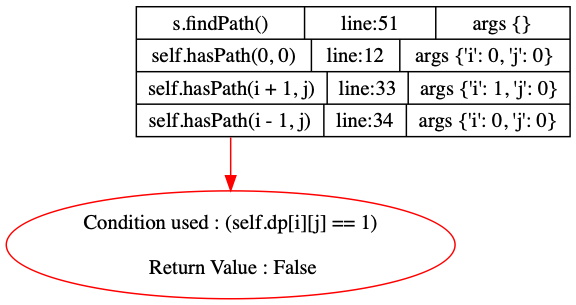 s.findPath() line:51 args {}
self.hasPath(0, 0) line:12 args {'i': 0, 'j': 0}
self.hasPath(i + 1, j) line:33 args {'i': 1, 'j': 0}
self.hasPath(i - 1, j) line:34 args {'i': 0, 'j': 0}
Condition used : (self.dp[i][j] == 1)
Return Value : False